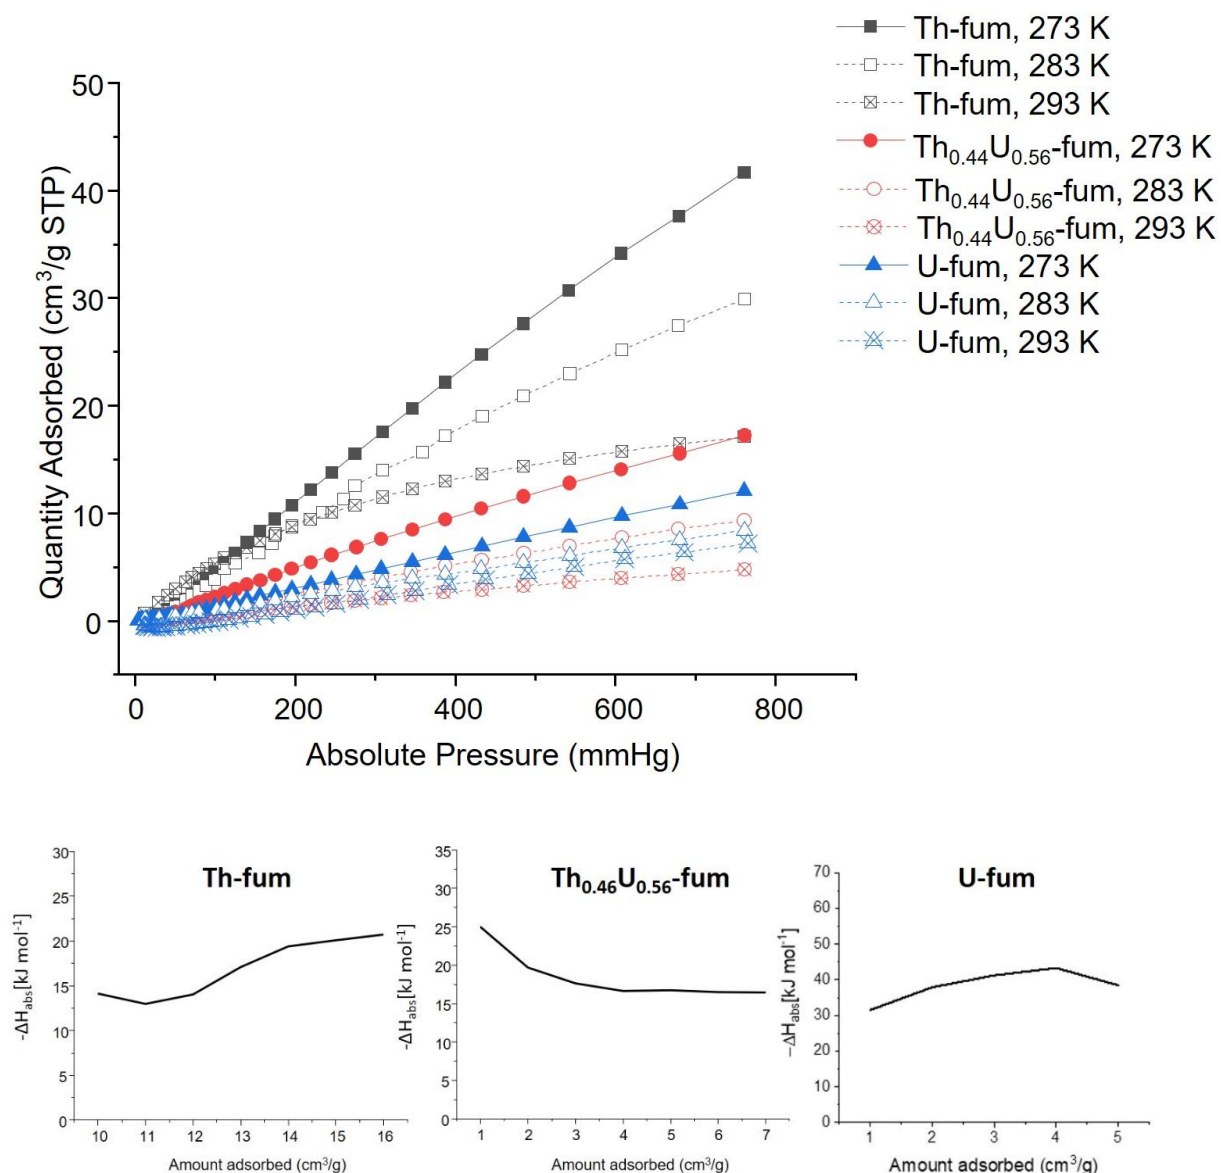 Th-fum, 273 K
Th-fum, 283 K
Th-fum, 293 K
Th0.44U0.56-fum, 273 K
Th0.44U0.56-fum, 283 K
Th0.44U0.56-fum, 293 K
U-fum, 273 K
U-fum, 283 K
U-fum, 293 K
Quantity Adsorbed (cm³/g STP)
50
40
30
20
10
0
0 200 400 600 800
Absolute Pressure (mmHg)
Th-fum
-ΔHabs[kJ mol⁻¹]
30
25
20
15
10
5
0
10 11 12 13 14 15 16
Amount adsorbed (cm³/g)
Th0.46U0.56-fum
-ΔHabs[kJ mol⁻¹]
35
30
25
20
15
10
5
0
1 2 3 4 5 6 7
Amount adsorbed (cm³/g)
U-fum
−ΔHabs[kJ mol⁻¹]
70
60
50
40
30
20
10
0
1 2 3 4 5
Amount adsorbed (cm³/g)